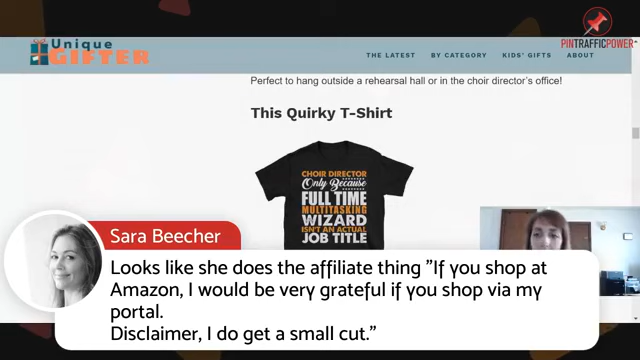 Unique
GIFTER
PINTRAFFICPOWER
THE LATEST BY CATEGORY KIDS' GIFTS ABOUT
Perfect to hang outside a rehearsal hall or in the choir director's office!
This Quirky T-Shirt
CHOIR DIRECTOR
Only Because
FULL TIME
MULTITASKING
WIZARD
ISN'T AN ACTUAL
JOB TITLE
Sara Beecher
Looks like she does the affiliate thing "If you shop at
Amazon, I would be very grateful if you shop via my
portal.
Disclaimer, I do get a small cut."